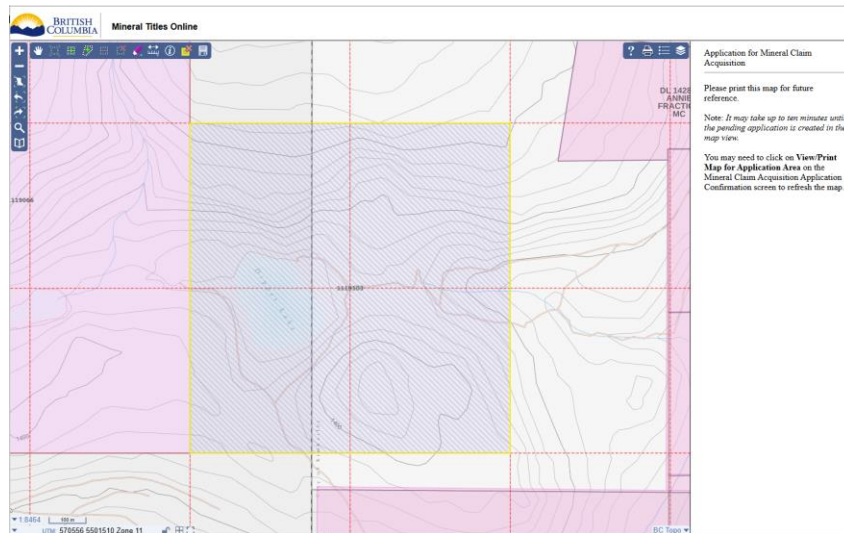 BRITISH
COLUMBIA
Mineral Titles Online
Application for Mineral Claim
Acquisition
Please print this map for future
reference.
Note: It may take up to ten minutes until
the pending application is created in the
map view.
You may need to click on View/Print
Map for Application Area on the
Mineral Claim Acquisition Application
Confirmation screen to refresh the map.
DL 1428
ANNIE
FRACTI
MC
1400
1:8464
100 m
UTM: 570556 5501510 Zone 11
BC Topo